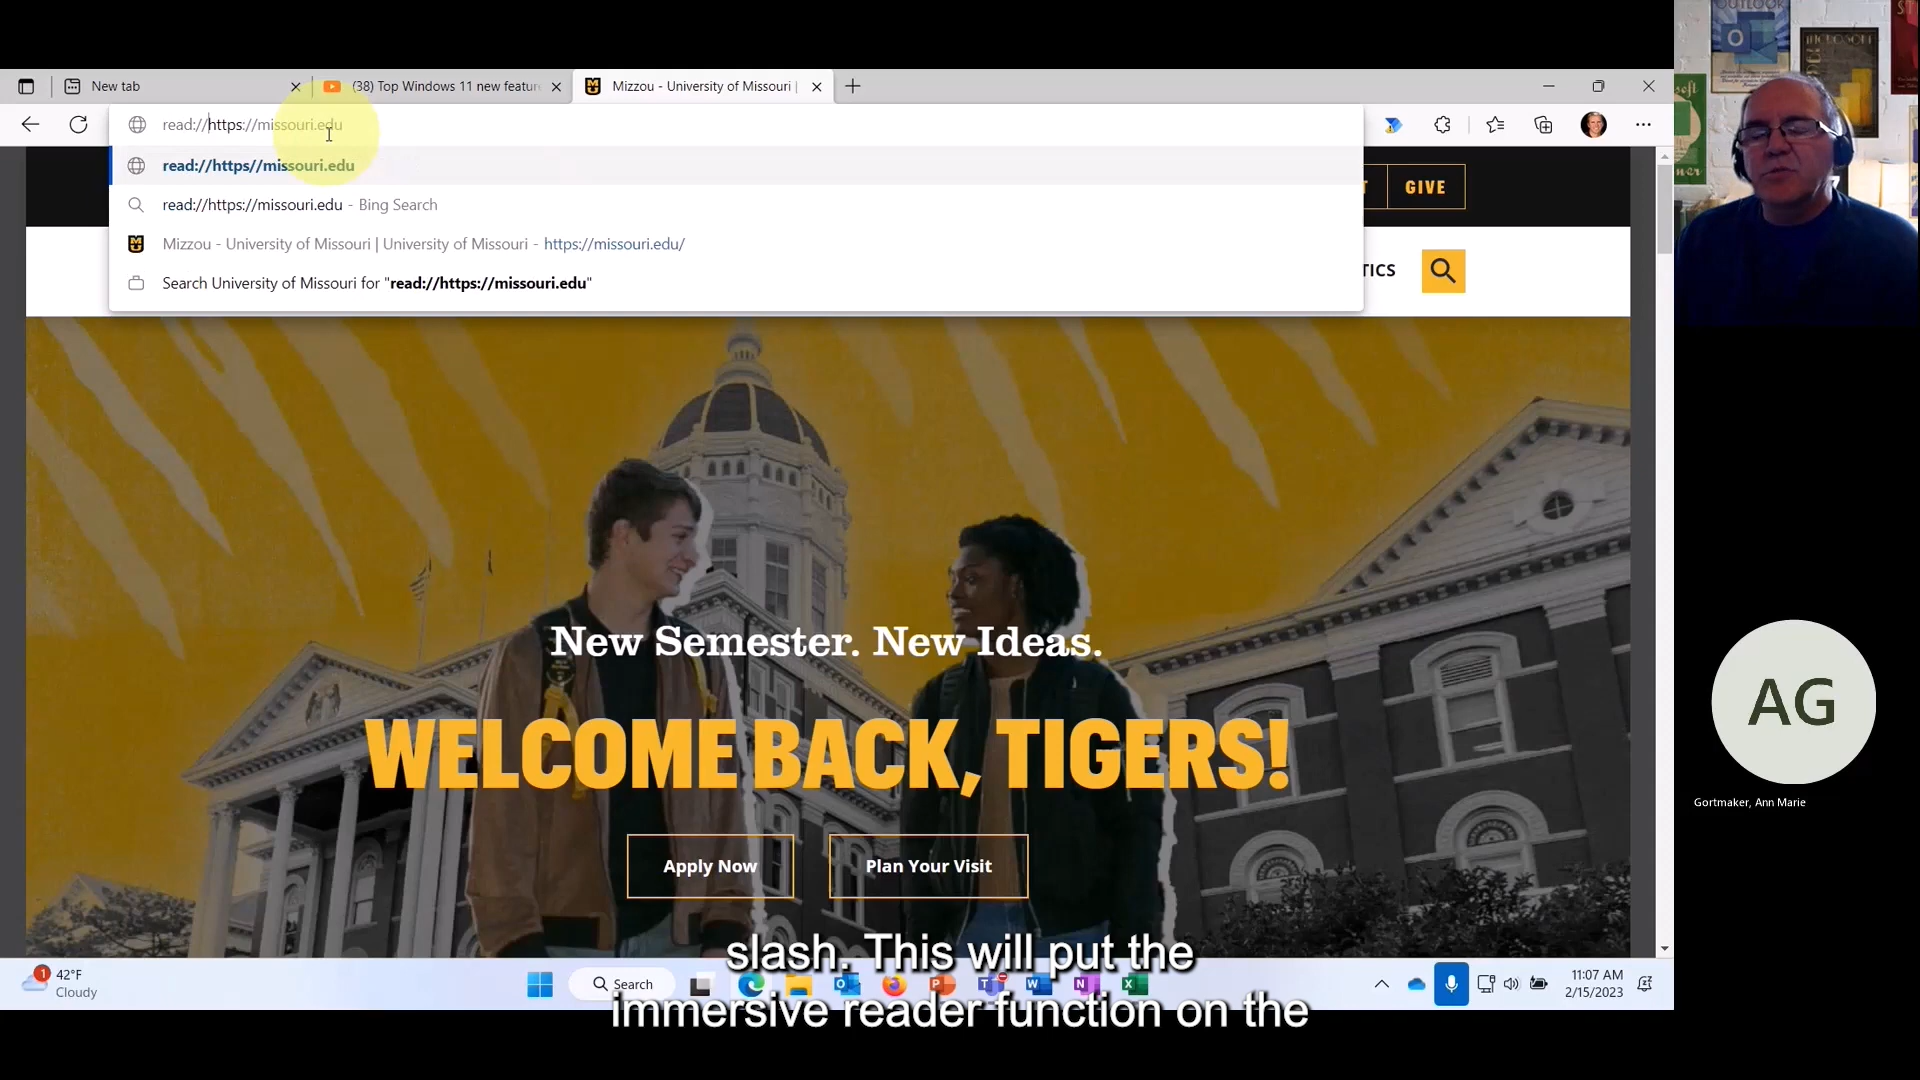 New tab
(38) Top Windows 11 new featur
Mizzou - University of Missouri |
read://https://missouri.edu
read://https//missouri.edu
read://https://missouri.edu - Bing Search
Mizzou - University of Missouri | University of Missouri - https://missouri.edu/
Search University of Missouri for "read://https://missouri.edu"
T
GIVE
TICS
OUTLOOK
New Semester. New Ideas.
WELCOME BACK, TIGERS!
Apply Now
Plan Your Visit
AG
Gortmaker, Ann Marie
slash. This will put the
immersive reader function on the
1
42°F
Cloudy
Search
11:07 AM
2/15/2023